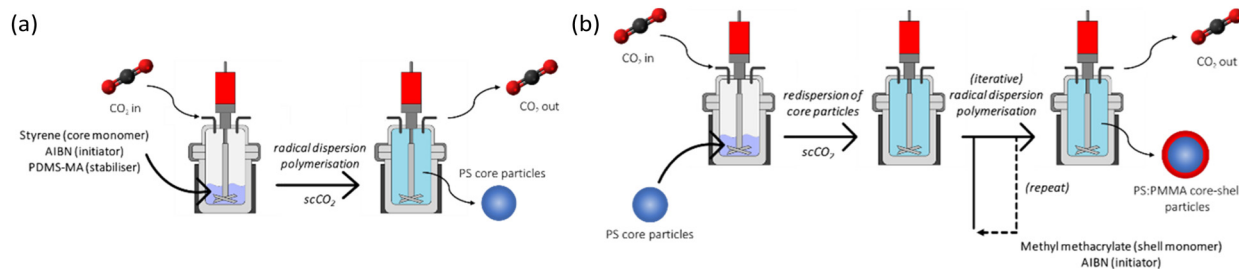 (a)
CO2 in
Styrene (core monomer)
AIBN (initiator)
PDMS-MA (stabiliser)
radical dispersion
polymerisation
scCO2
CO2 out
PS core particles
(b)
CO2 in
PS core particles
redispersion of
core particles
scCO2
(iterative)
radical dispersion
polymerisation
(repeat)
Methyl methacrylate (shell monomer)
AIBN (initiator)
CO2 out
PS:PMMA core-shell
particles